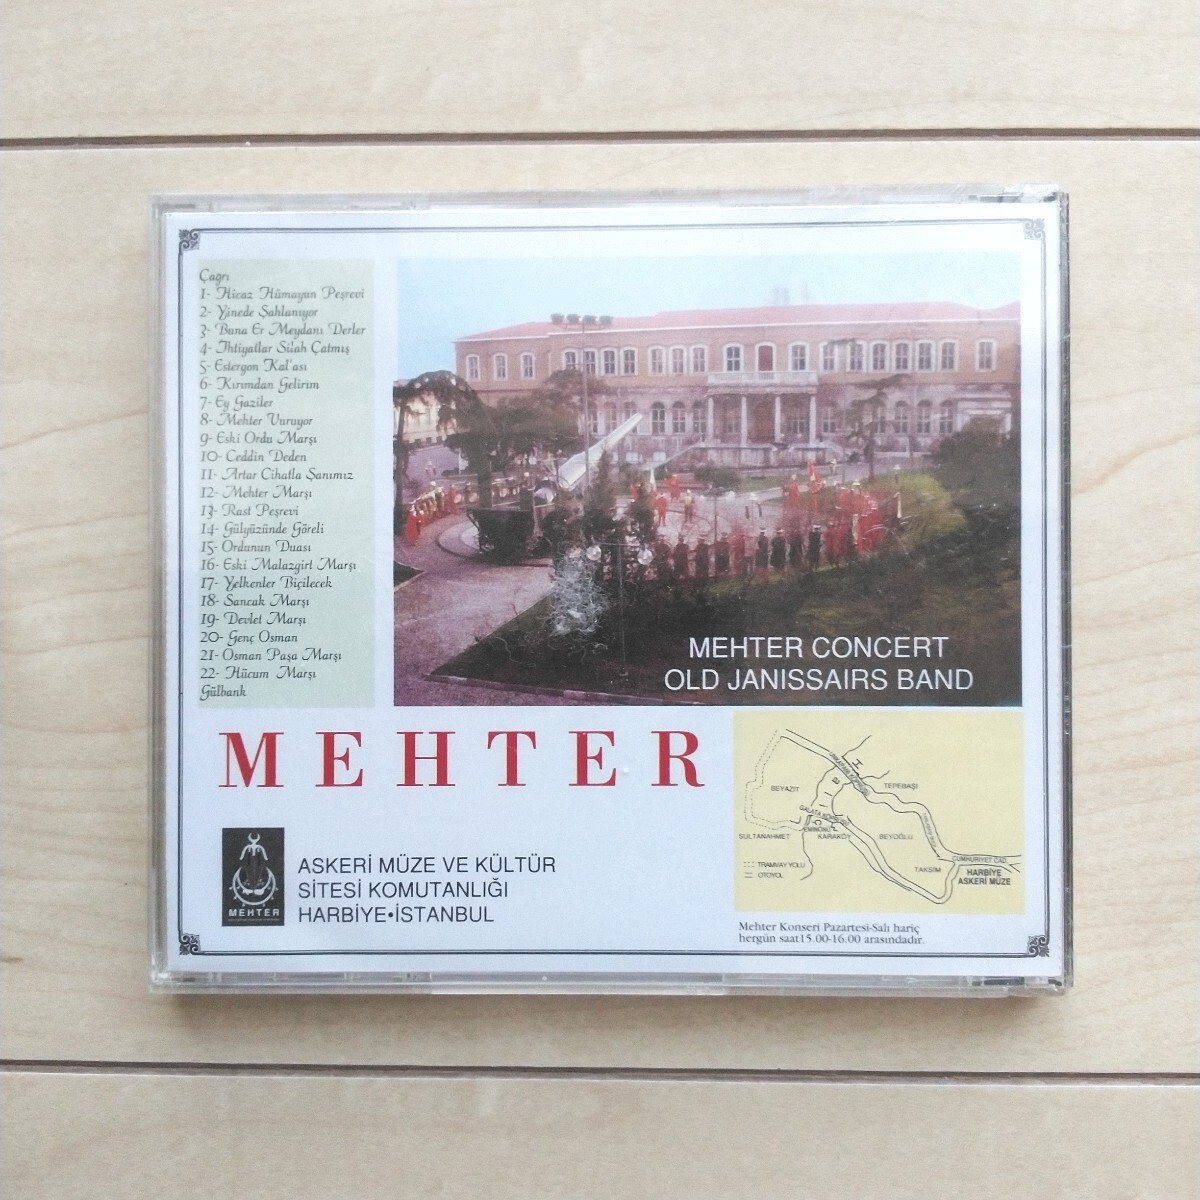 Çağrı
1- Hicaz Hümayun Peşrevi
2- Yinede Şahlanıyor
3- Buna Er Meydanı Derler
4- İhtiyatlar Silah Çatmış
5- Estergon Kal'ası
6- Kırımdan Gelirim
7- Ey Gaziler
8- Mehter Vuruyor
9- Eski Ordu Marşı
10- Ceddin Deden
11- Artar Cihatla Şanımız
12- Mehter Marşı
13- Rast Peşrevi
14- Gülyüzünde Göreli
15- Ordunun Duası
16- Eski Malazgirt Marşı
17- Yelkenler Biçilecek
18- Sancak Marşı
19- Devlet Marşı
20- Genç Osman
21- Osman Paşa Marşı
22- Hücum Marşı
Gülbank
MEHTER CONCERT
OLD JANISSAIRS BAND
MEHTER
MEHTER
ASKERİ MÜZE VE KÜLTÜR
SİTESİ KOMUTANLIĞI
HARBİYE•İSTANBUL
BEYAZIT
TEPEBAŞI
SULTANAHMET
EMİNÖNÜ
KARAKÖY
BEYOĞLU
TAKSİM
CUMHURİYET CAD.
HARBİYE
ASKERİ MÜZE
TRAMVAY YOLU
OTOYOL
Mehter Konseri Pazartesi-Salı hariç
hergün saat15.00-16.00 arasındadır.